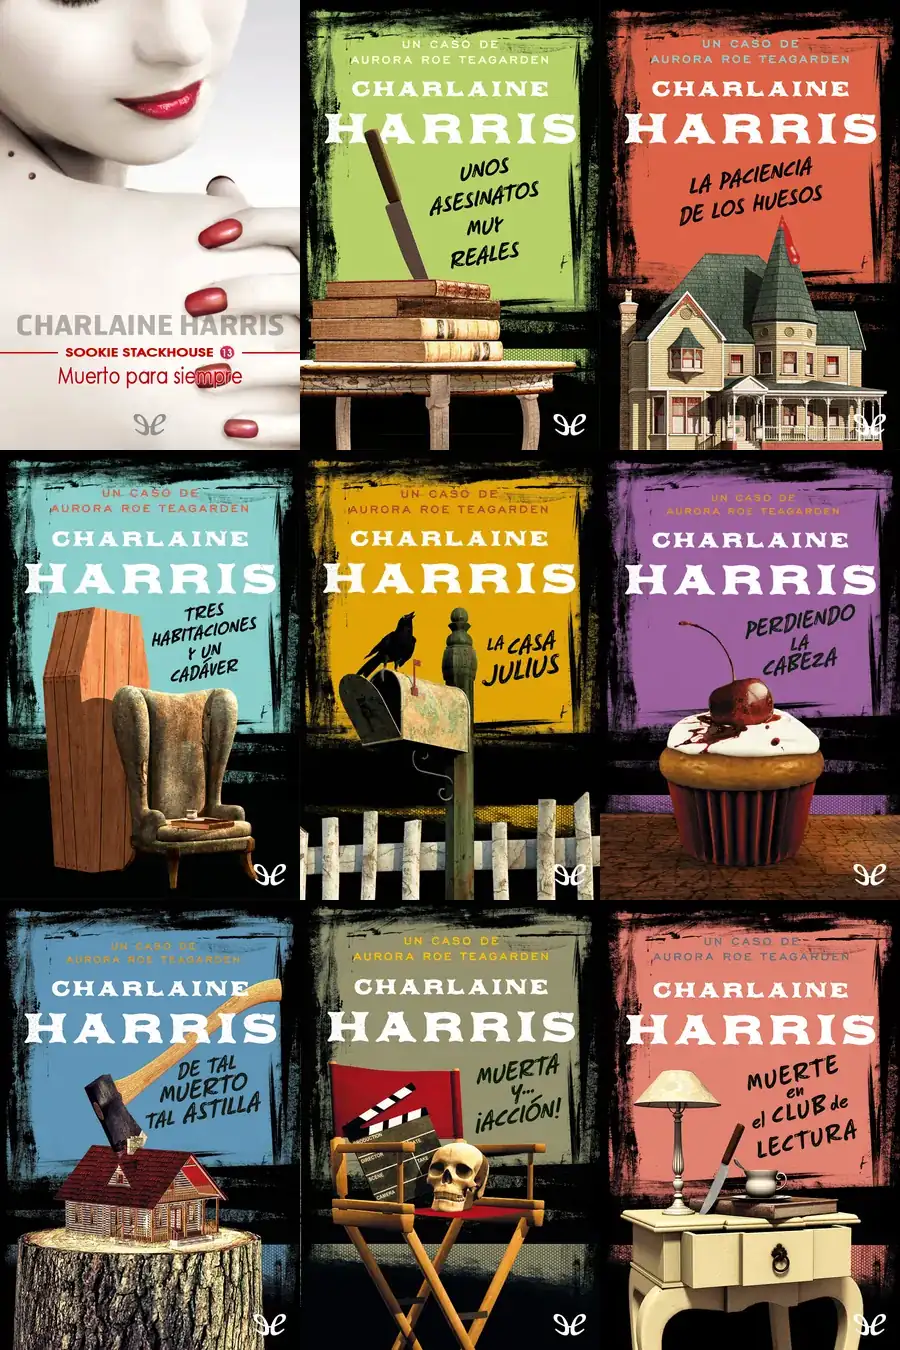 CHARLAINE HARRIS
SOOKIE STACKHOUSE 13
Muerto para siempre
UN CASO DE
AURORA ROE TEAGARDEN
CHARLAINE
HARRIS
UNOS
ASESINATOS
MUY
REALES
UN CASO DE
AURORA ROE TEAGARDEN
CHARLAINE
HARRIS
LA PACIENCIA
DE LOS HUESOS
UN CASO DE
AURORA ROE TEAGARDEN
CHARLAINE
HARRIS
TRES
HABITACIONES
Y UN
CADÁVER
UN CASO DE
AURORA ROE TEAGARDEN
CHARLAINE
HARRIS
LA CASA
JULIUS
UN CASO DE
AURORA ROE TEAGARDEN
CHARLAINE
HARRIS
PERDIENDO
LA
CABEZA
UN CASO DE
AURORA ROE TEAGARDEN
CHARLAINE
HARRIS
DE TAL
MUERTO
TAL ASTILLA
UN CASO DE
AURORA ROE TEAGARDEN
CHARLAINE
HARRIS
MUERTA
Y...
¡ACCIÓN!
PRODUCTION
DIRECTOR
SCENE
TAKE
CAMERA
UN CASO DE
AURORA ROE TEAGARDEN
CHARLAINE
HARRIS
MUERTE
en
el CLUB de
LECTURA